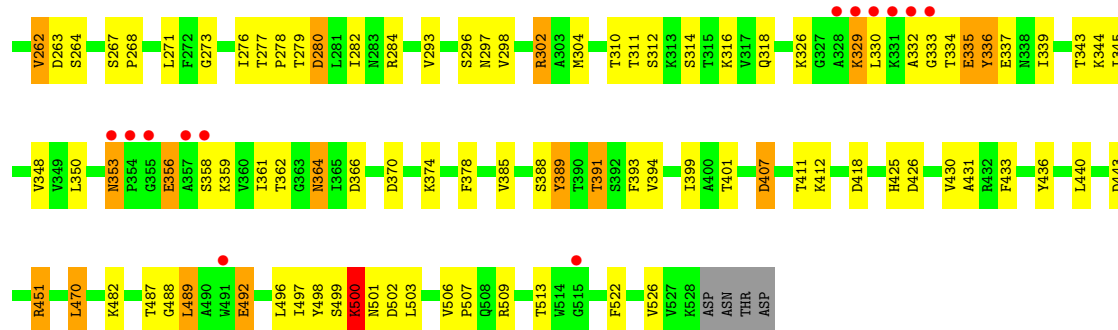 V262 D263 S264 S267 P268 L271 F272 G273 I276 T277 P278 T279 D280 L281 I282 N283 R284 V293 S296 N297 V298 R302 A303 M304 T310 T311 S312 K313 S314 T315 K316 V317 Q318 K326 G327 A328 K329 L330 K331 A332 G333 T334 E335 Y336 E337 N338 I339 T343 K344 I345
V348 V349 L350 N353 P354 G355 E356 A357 S358 K359 V360 I361 T362 G363 N364 I365 D366 D370 K374 F378 V385 S388 Y389 T390 T391 S392 F393 V394 I399 A400 T401 D407 T411 K412 D418 H425 D426 V430 A431 R432 F433 Y436 L440 D443
R451 L470 K482 T487 G488 L489 A490 W491 E492 L496 I497 Y498 S499 K500 N501 D502 L503 V506 P507 Q508 R509 T513 W514 G515 F522 V526 V527 K528 ASP ASN THR ASP